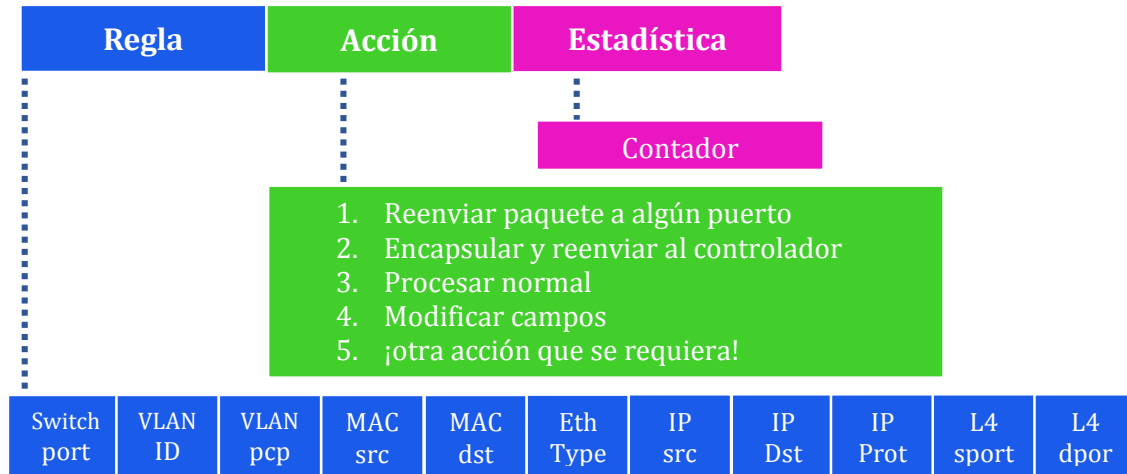 Regla Acción Estadística
Contador
1. Reenviar paquete a algún puerto
2. Encapsular y reenviar al controlador
3. Procesar normal
4. Modificar campos
5. ¡otra acción que se requiera!
Switch VLAN VLAN MAC MAC Eth IP IP IP L4 L4
port ID pcp src dst Type src Dst Prot sport dpor